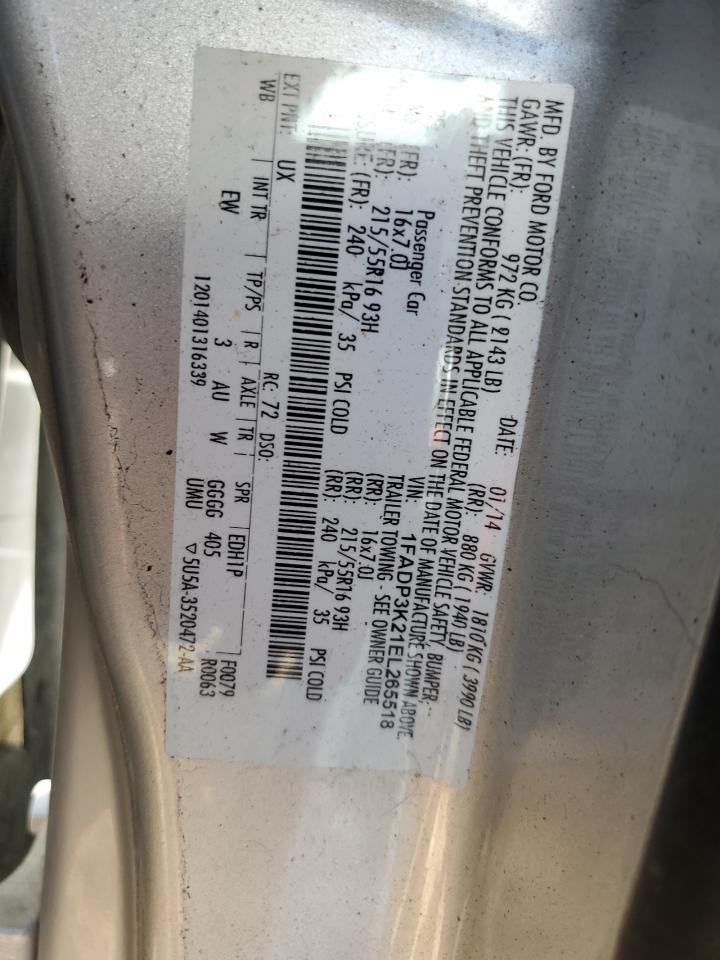 MFD. BY FORD MOTOR CO. DATE: 01/14 GVWR: 1810 KG ( 3990 LB)
GAWR: (FR): 972 KG ( 2143 LB) (RR): 880 KG ( 1940 LB)
THIS VEHICLE CONFORMS TO ALL APPLICABLE FEDERAL MOTOR VEHICLE SAFETY, BUMPER, --
AND THEFT PREVENTION STANDARDS IN EFFECT ON THE DATE OF MANUFACTURE SHOWN ABOVE.
VIN: 1FADP3K21EL265518
Passenger Car TRAILER TOWING - SEE OWNER GUIDE
(FR): 16x7.0J (RR): 16x7.0J
(FR): 215/55R16 93H (RR): 215/55R16 93H
(FR): 240 kPa/ 35 PSI COLD (RR): 240 kPa/ 35 PSI COLD
EXT PNT: UX RC: 72 DSO:
WB | INT TR | TP/PS | R | AXLE | TR | SPR EDH1P F0079
EW 3 AU W GGGG 405 R0063
1201401316339 UMU ▽ 5U5A-3520472-AA